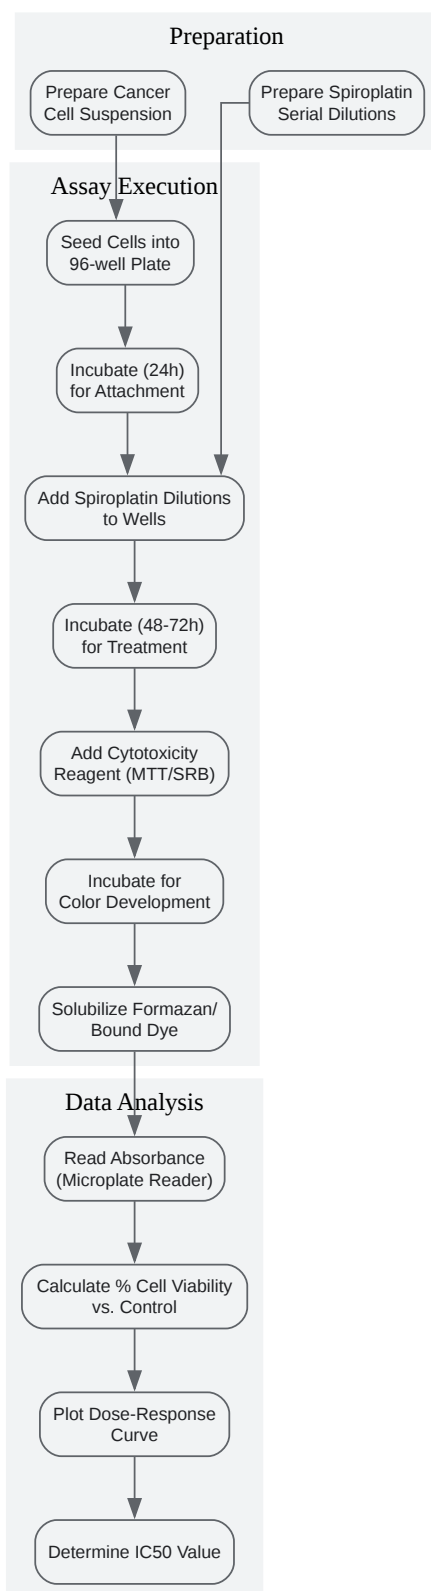 Preparation
Prepare Cancer
Cell Suspension
Prepare Spiroplatin
Serial Dilutions
Assay Execution
Seed Cells into
96-well Plate
Incubate (24h)
for Attachment
Add Spiroplatin Dilutions
to Wells
Incubate (48-72h)
for Treatment
Add Cytotoxicity
Reagent (MTT/SRB)
Incubate for
Color Development
Solubilize Formazan/
Bound Dye
Data Analysis
Read Absorbance
(Microplate Reader)
Calculate % Cell Viability
vs. Control
Plot Dose-Response
Curve
Determine IC50 Value